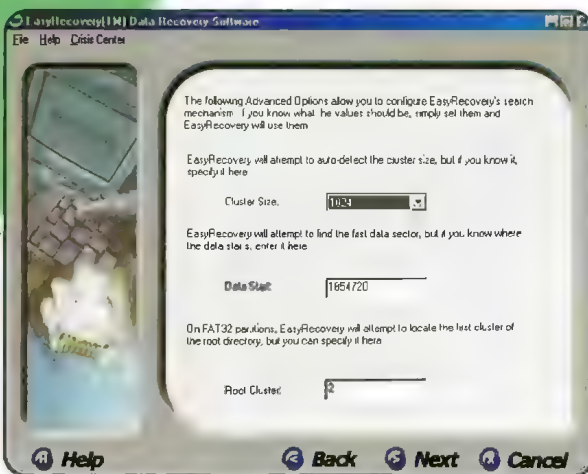 EasyRecovery(TM) Data Recovery Software
File Help Crisis Center
The following Advanced Options allow you to configure EasyRecovery's search
mechanism. If you know what the values should be, simply set them and
EasyRecovery will use them
EasyRecovery will attempt to auto-detect the cluster size, but if you know it,
specify it here
Cluster Size:
1024
EasyRecovery will attempt to find the first data sector, but if you know where
the data starts, enter it here
Data Start:
1854720
On FAT32 partitions, EasyRecovery will attempt to locate the first cluster of
the root directory, but you can specify it here
Root Cluster:
2
Help
Back
Next
Cancel